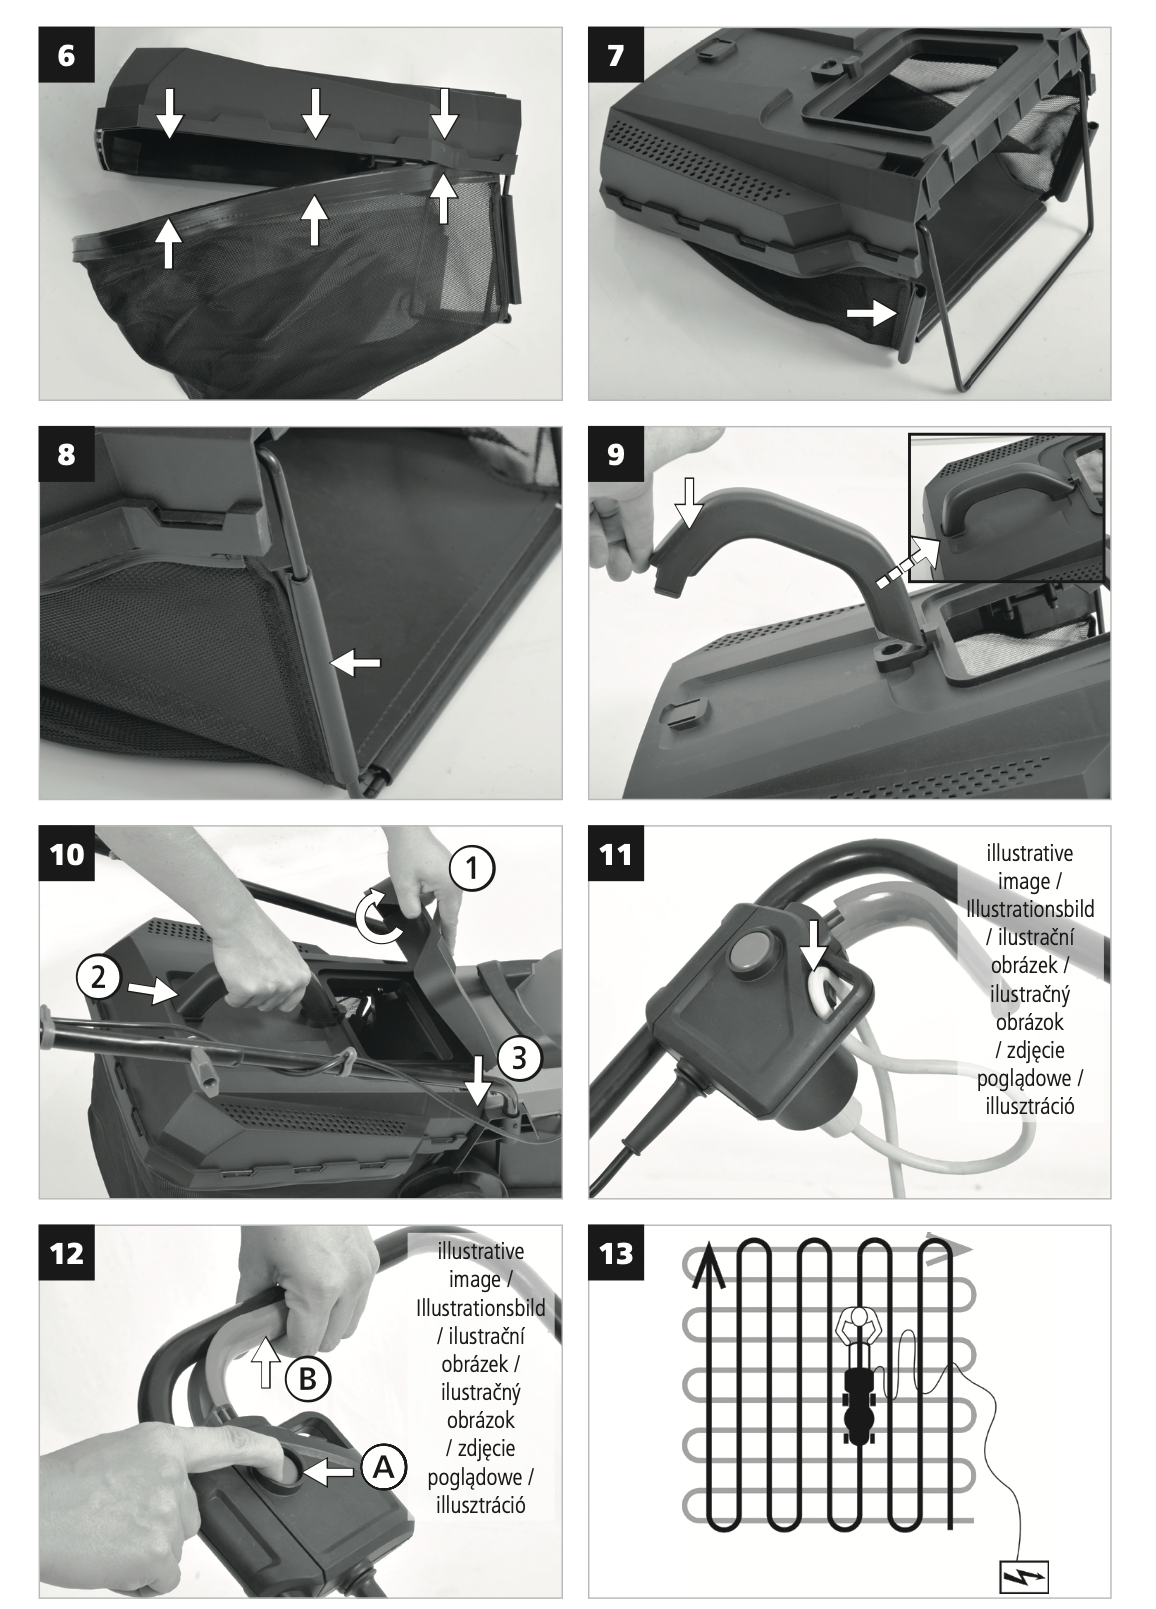 6
7
8
9
10
1
2
3
11
illustrative
image /
Illustrationsbild
/ ilustrační
obrázek /
ilustračný
obrázok
/ zdjęcie
poglądowe /
illusztráció
12
B
A
illustrative
image /
Illustrationsbild
/ ilustrační
obrázek /
ilustračný
obrázok
/ zdjęcie
poglądowe /
illusztráció
13